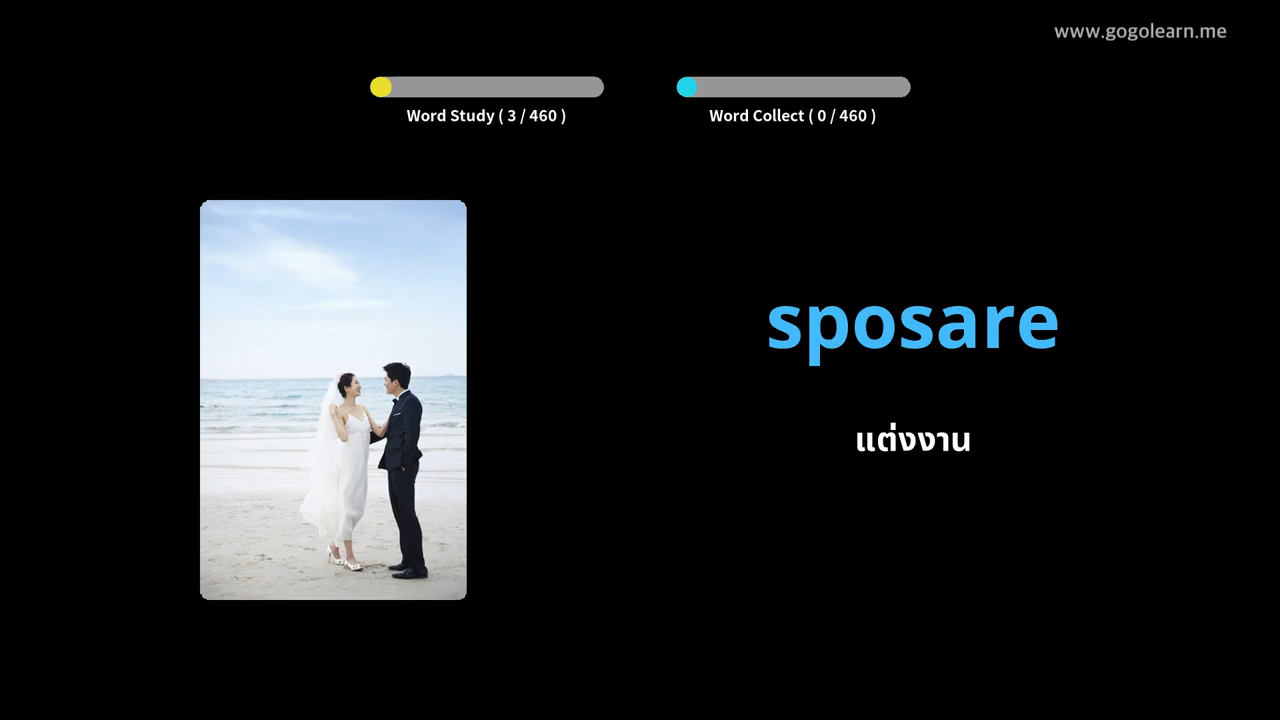 www.gogolearn.me
Word Study ( 3 / 460 )
Word Collect ( 0 / 460 )
sposare
แต่งงาน